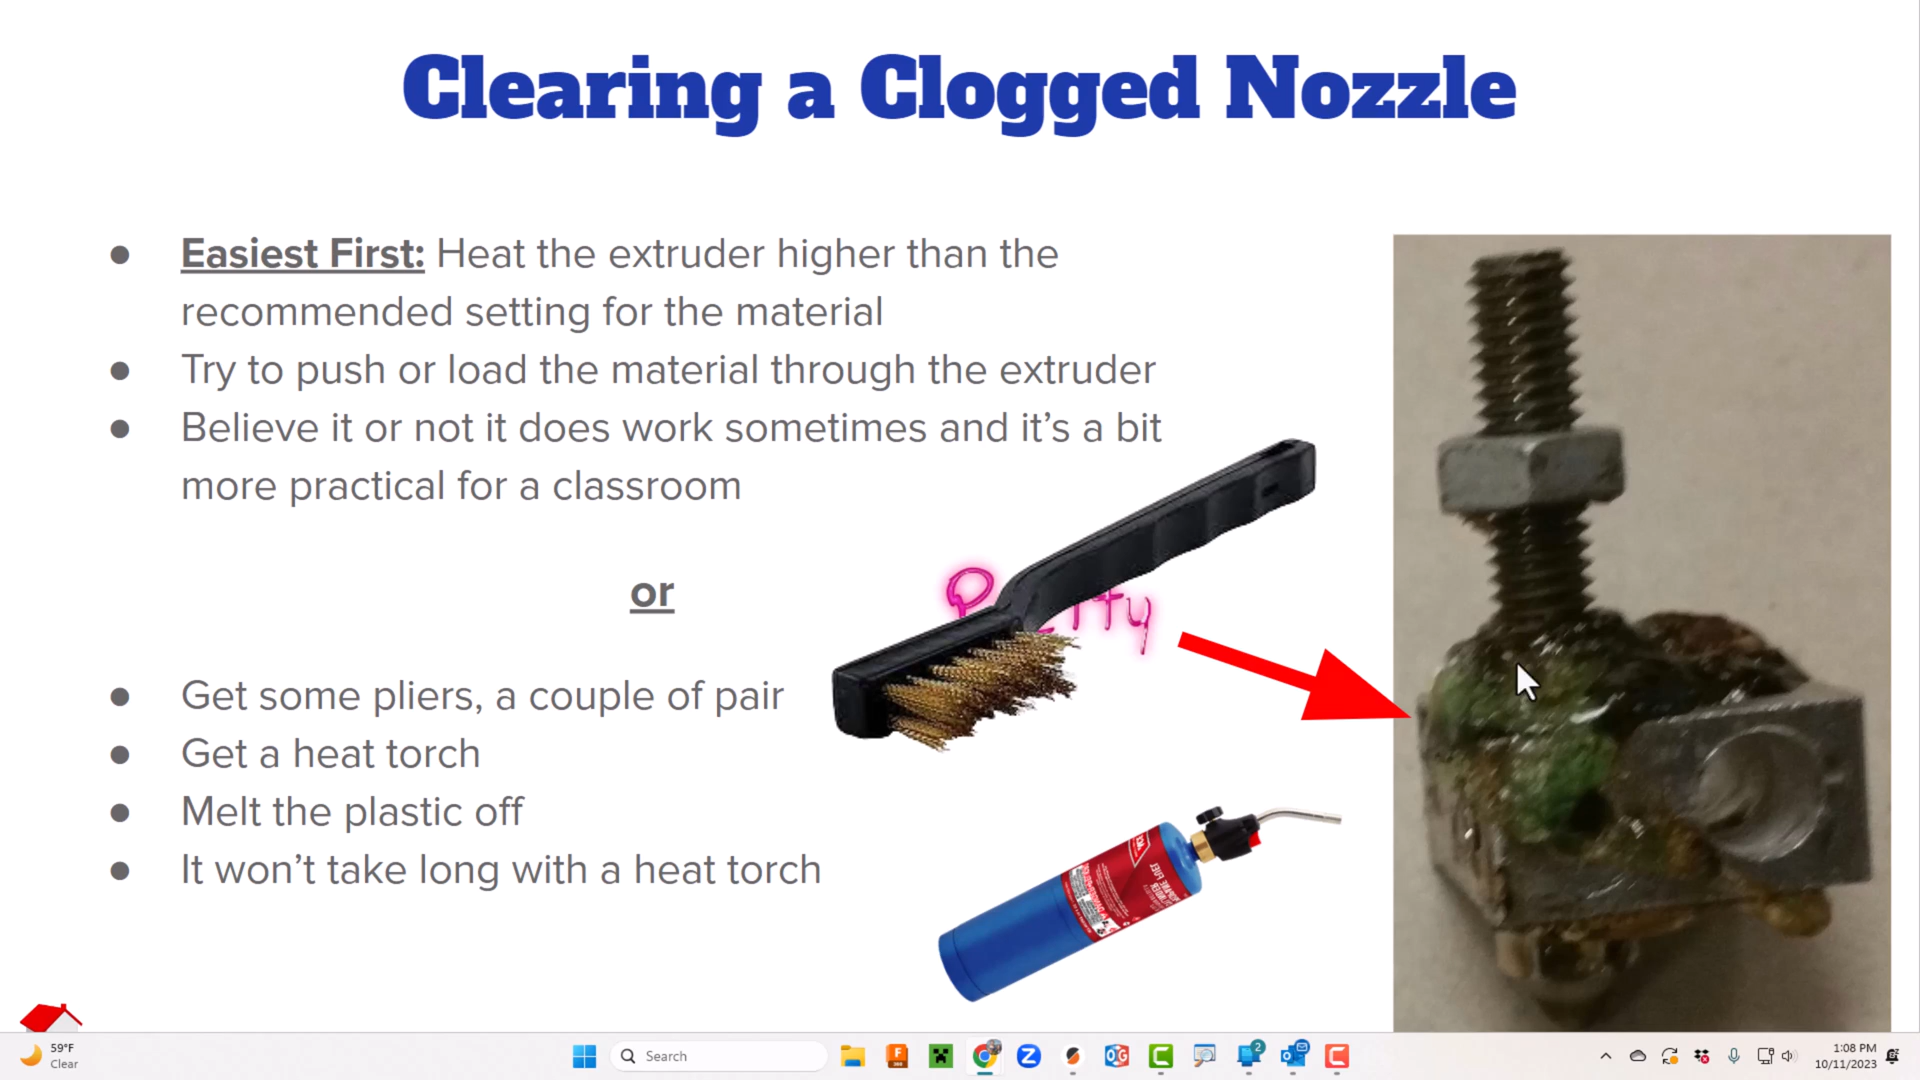 Clearing a Clogged Nozzle
Easiest First: Heat the extruder higher than the
recommended setting for the material
Try to push or load the material through the extruder
Believe it or not it does work sometimes and it’s a bit
more practical for a classroom
or
Get some pliers, a couple of pair
Get a heat torch
Melt the plastic off
It won’t take long with a heat torch
59°F
Clear
Search
1:08 PM
10/11/2023